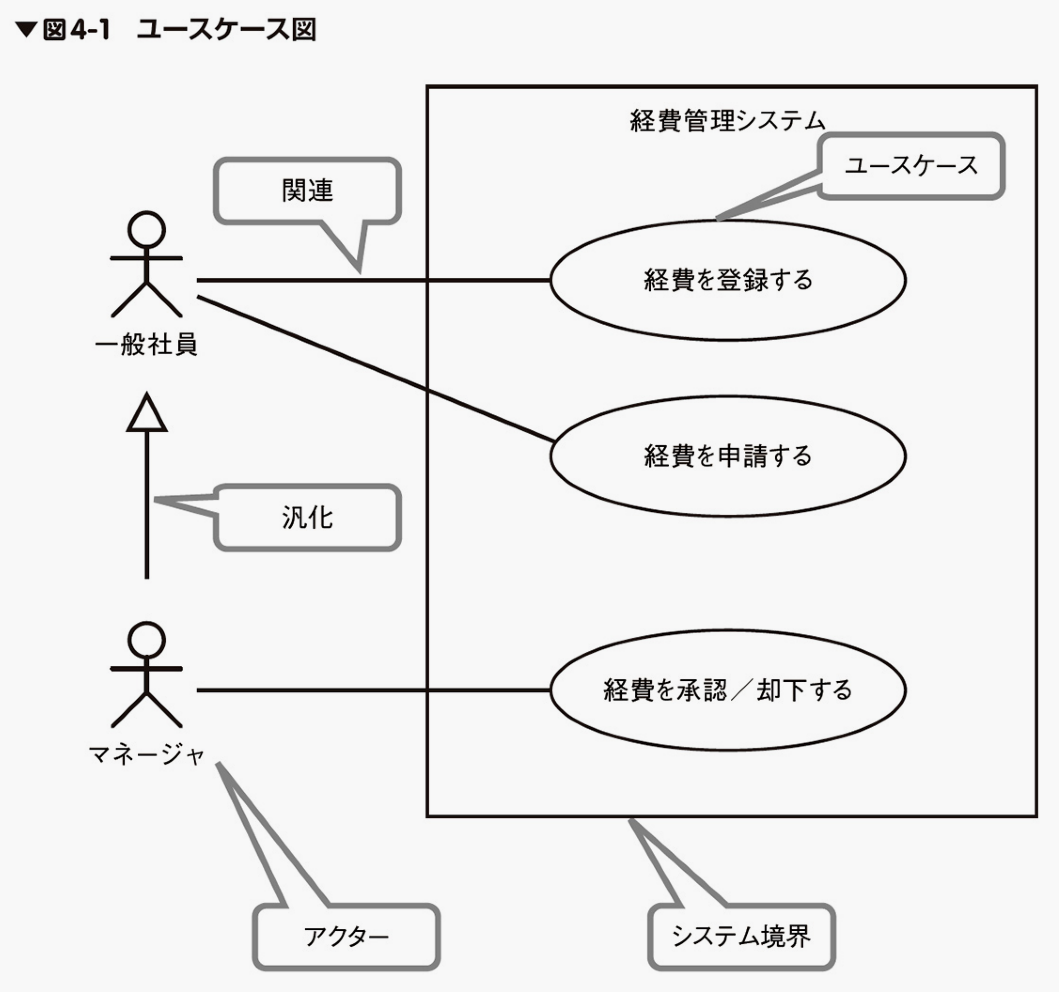 ▼図4-1 ユースケース図
経費管理システム
ユースケース
関連
経費を登録する
一般社員
経費を申請する
汎化
経費を承認／却下する
マネージャ
アクター
システム境界